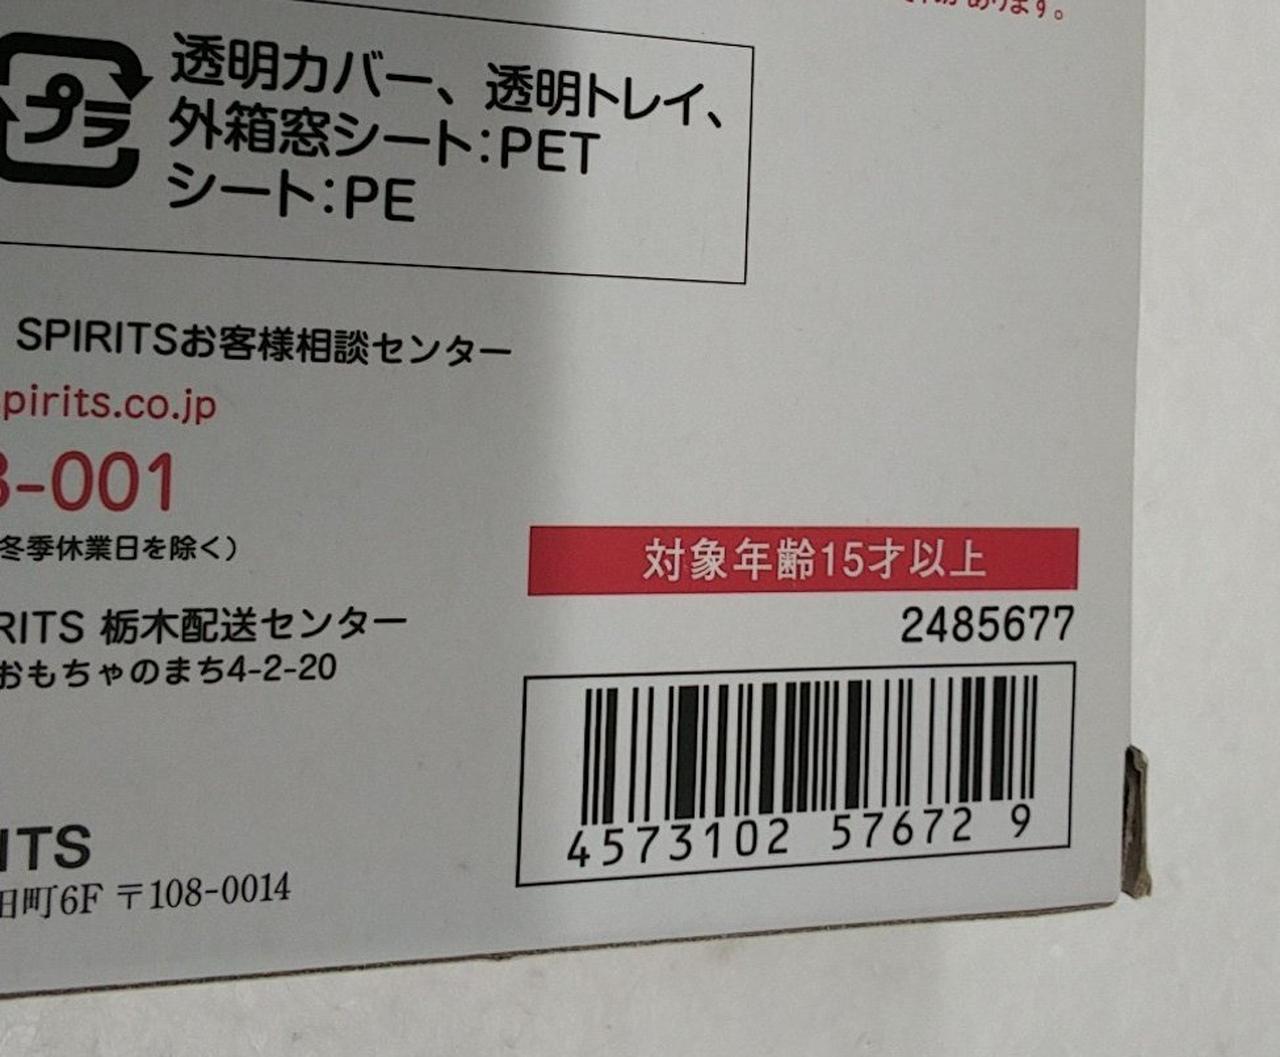 あります。
プラ
透明カバー、透明トレイ、
外箱窓シート:PET
シート:PE
SPIRITSお客様相談センター
pirits.co.jp
-001
冬季休業日を除く)
対象年齢15才以上
2485677
RITS 栃木配送センター
おもちゃのまち4-2-20
4573102 57672 9
ITS
町6F 〒108-0014